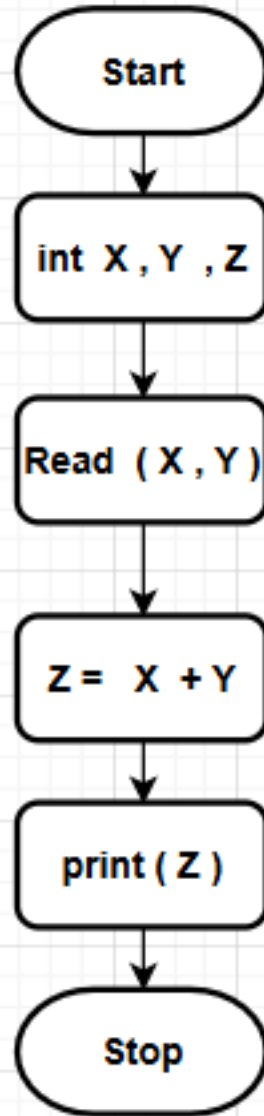 Start
int X , Y , Z
Read ( X , Y )
Z = X + Y
print ( Z )
Stop